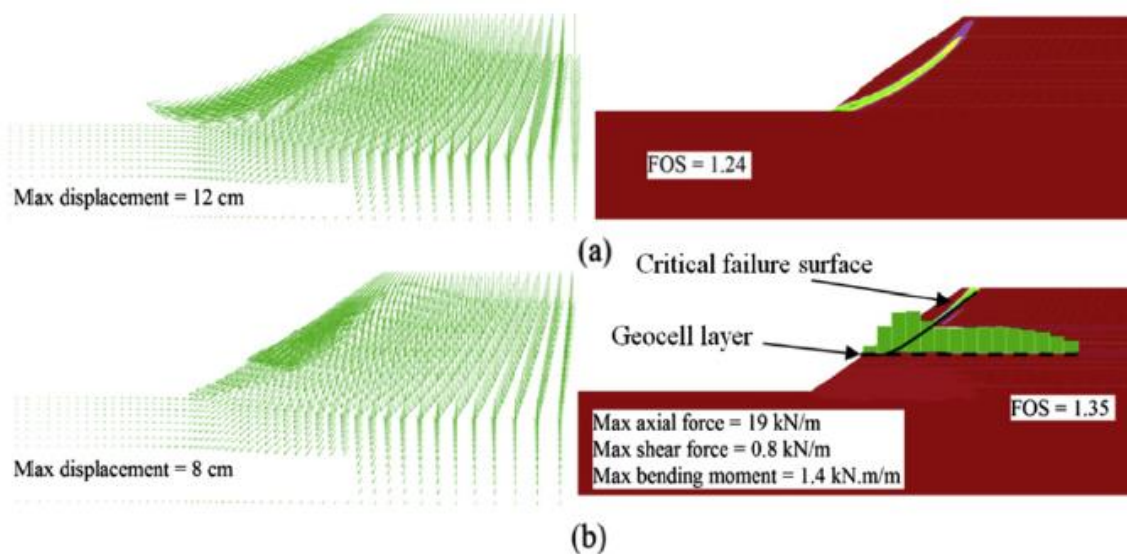 Max displacement = 12 cm
FOS = 1.24
(a)
Critical failure surface
Geocell layer
Max displacement = 8 cm
Max axial force = 19 kN/m
Max shear force = 0.8 kN/m
Max bending moment = 1.4 kN.m/m
FOS = 1.35
(b)